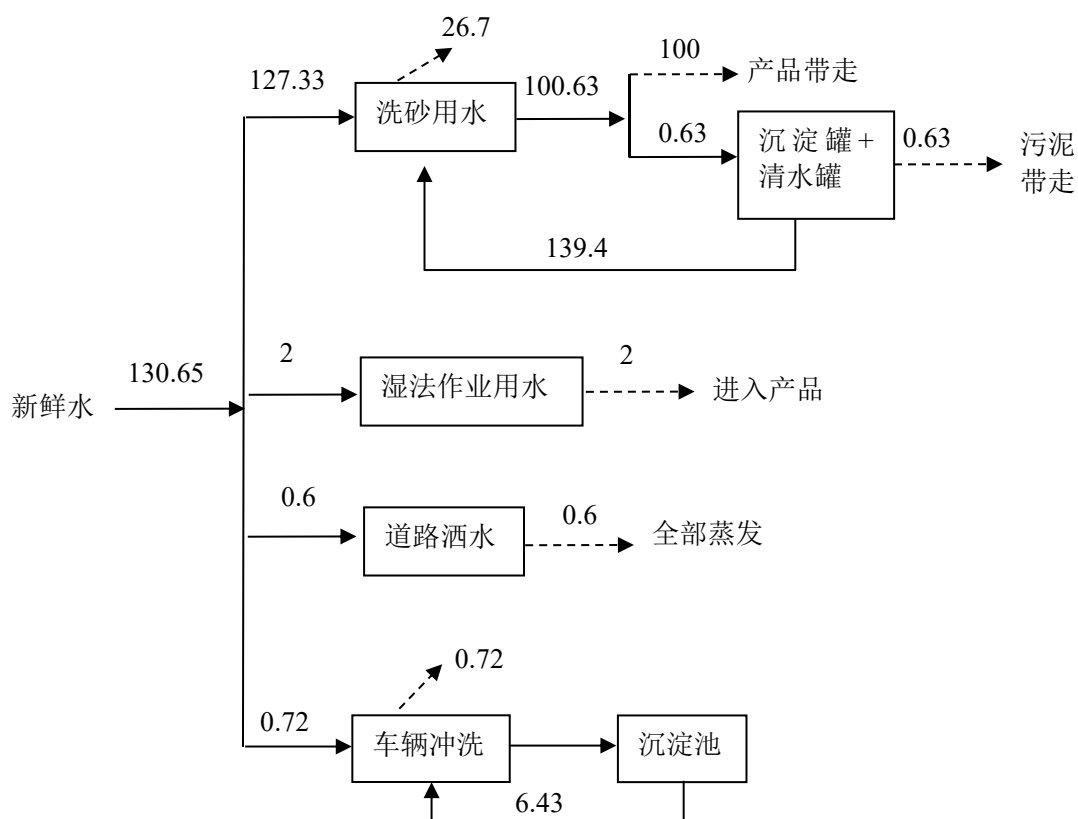 26.7
100
产品带走
127.33
洗砂用水
100.63
0.63
沉淀罐+
清水罐
0.63
污泥
带走
139.4
新鲜水
130.65
2
湿法作业用水
2
进入产品
0.6
道路洒水
0.6
全部蒸发
0.72
0.72
车辆冲洗
沉淀池
6.43